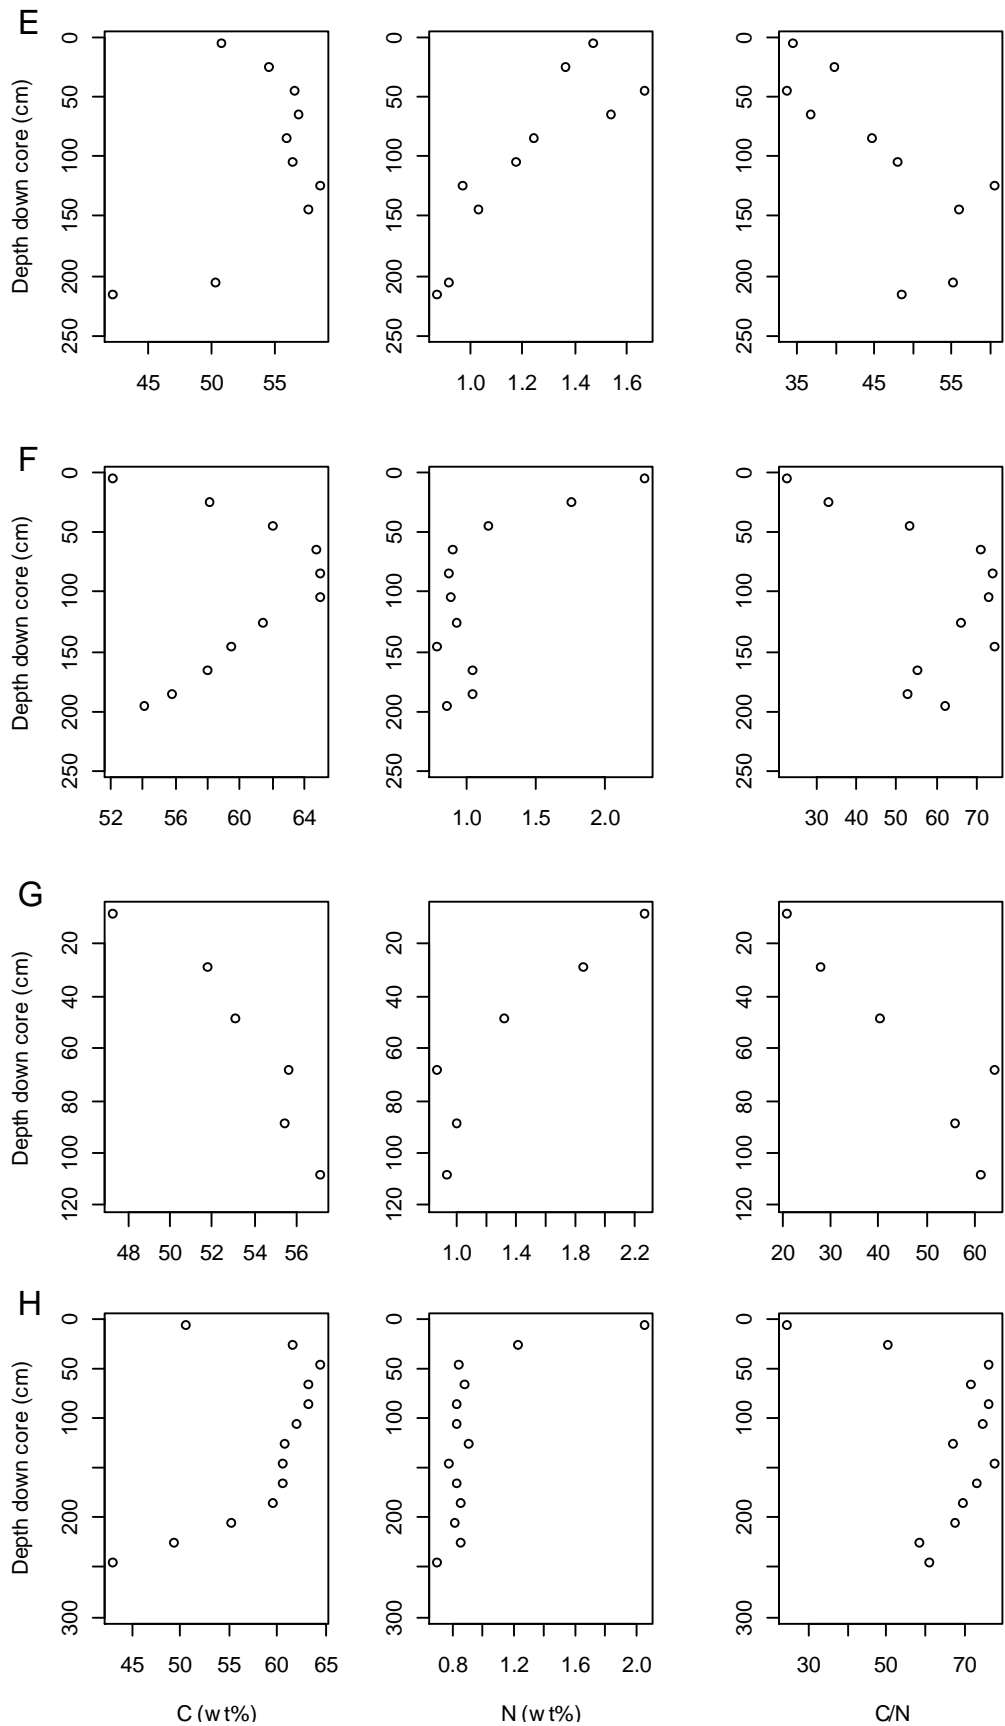 E
Depth down core (cm)
0 50 100 150 200 250
0 50 100 150 200 250
0 50 100 150 200 250
45 50 55
1.0 1.2 1.4 1.6
35 45 55
F
Depth down core (cm)
0 50 100 150 200 250
0 50 100 150 200 250
0 50 100 150 200 250
52 56 60 64
1.0 1.5 2.0
30 40 50 60 70
G
Depth down core (cm)
20 40 60 80 100 120
20 40 60 80 100 120
20 40 60 80 100 120
48 50 52 54 56
1.0 1.4 1.8 2.2
20 30 40 50 60
H
Depth down core (cm)
0 50 100 200 300
0 50 100 200 300
0 50 100 200 300
45 50 55 60 65
0.8 1.2 1.6 2.0
30 50 70
C (wt%)
N (wt%)
C/N